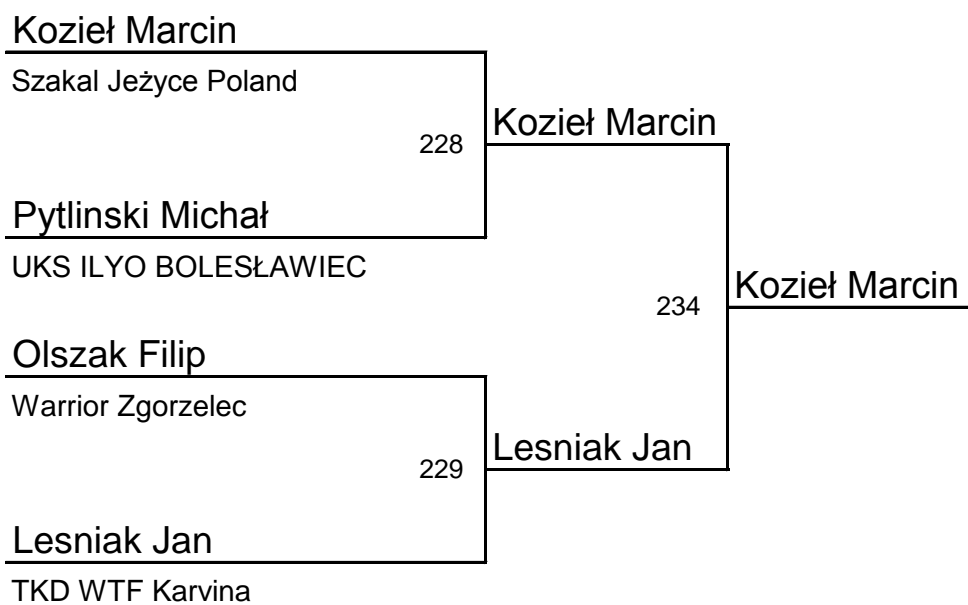 Kozieł Marcin
Szakal Jeżyce Poland
228
Kozieł Marcin
Pytlinski Michał
UKS ILYO BOLESŁAWIEC
234
Kozieł Marcin
Olszak Filip
Warrior Zgorzelec
229
Lesniak Jan
Lesniak Jan
TKD WTF Karvina